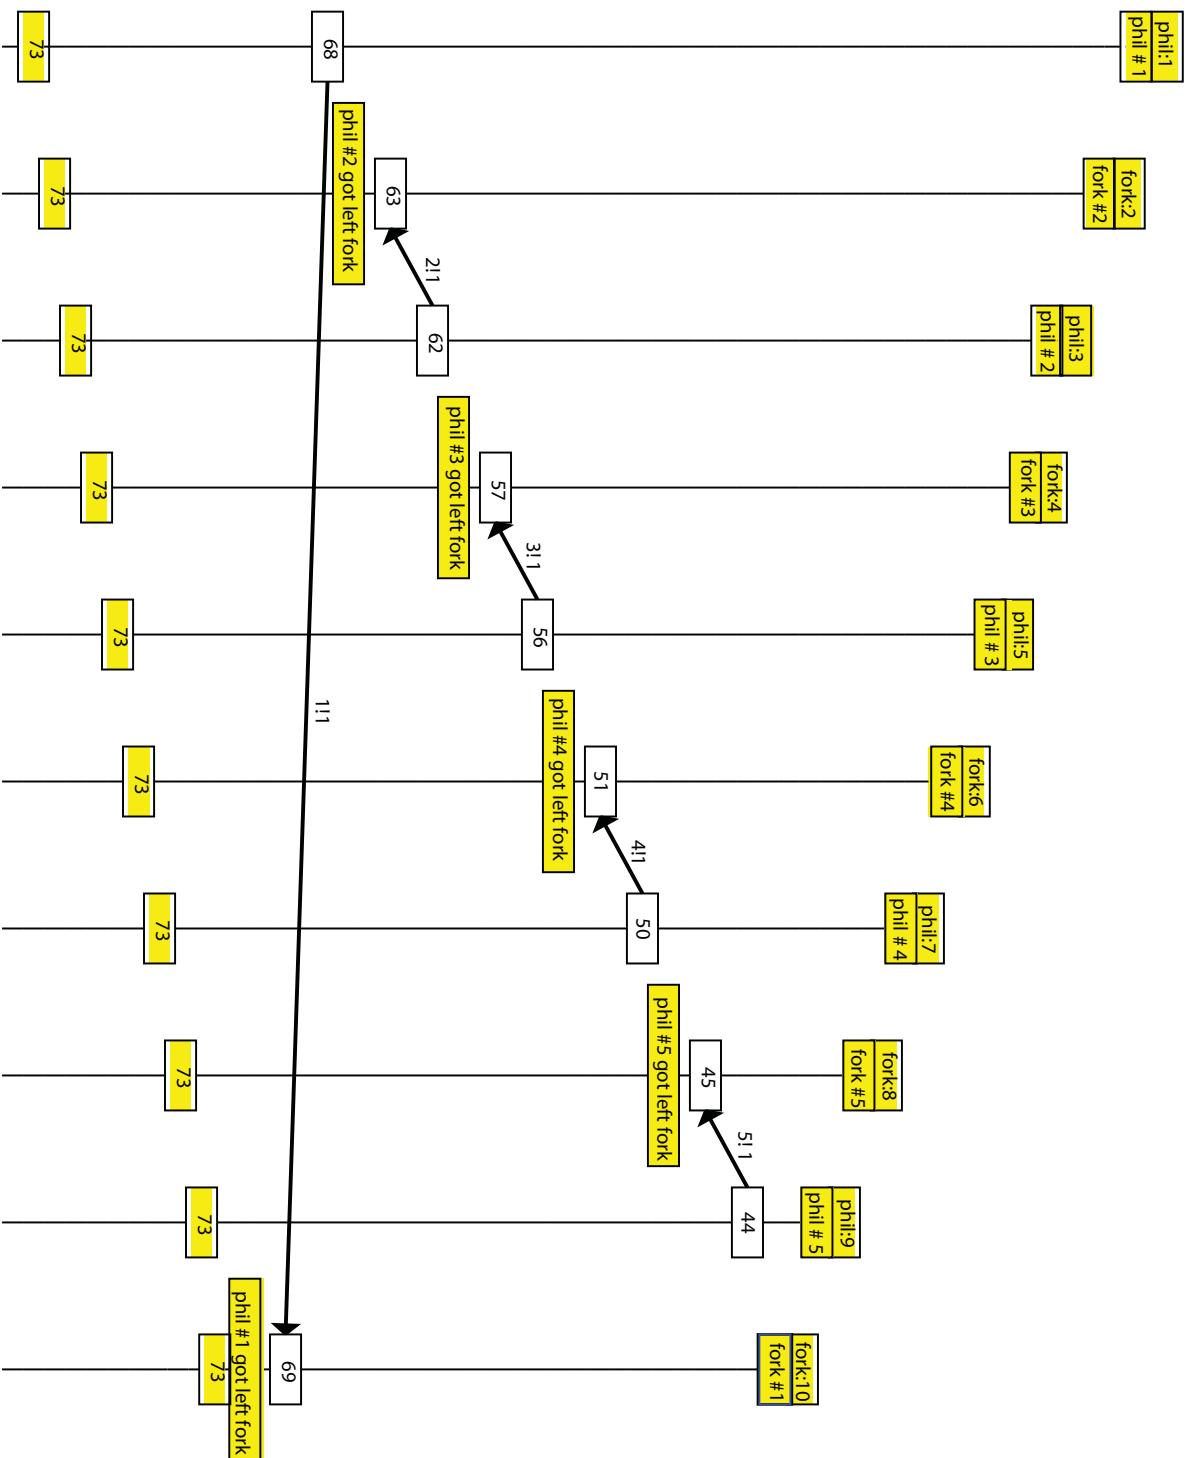 phil:1
phil # 1
fork:2
fork #2
phil:3
phil # 2
fork:4
fork #3
phil:5
phil # 3
fork:6
fork #4
phil:7
phil # 4
fork:8
fork #5
phil:9
phil # 5
fork:10
fork #1
44
5! 1
45
phil #5 got left fork
50
4!1
51
phil #4 got left fork
56
3!1
57
phil #3 got left fork
62
2!1
63
phil #2 got left fork
68
1!1
69
phil #1 got left fork
73
73
73
73
73
73
73
73
73
73